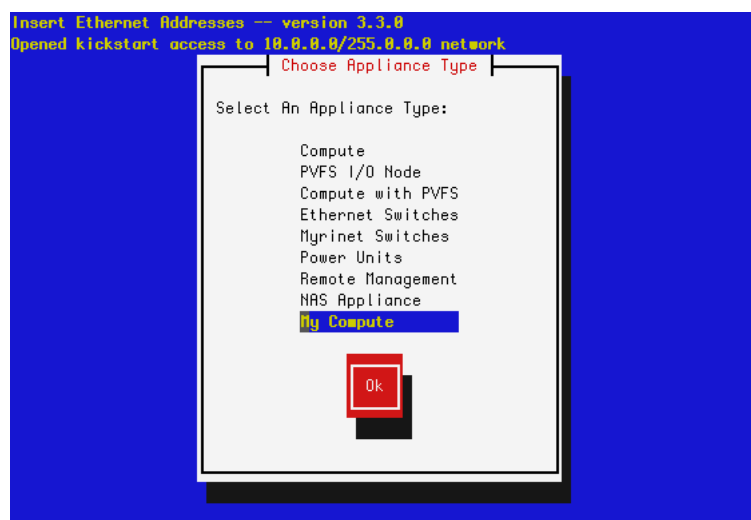 Insert Ethernet Addresses -- version 3.3.0
Opened kickstart access to 10.0.0.0/255.0.0.0 network
Choose Appliance Type
Select An Appliance Type:
Compute
PVFS I/O Node
Compute with PVFS
Ethernet Switches
Myrinet Switches
Power Units
Remote Management
NAS Appliance
My Compute
Ok